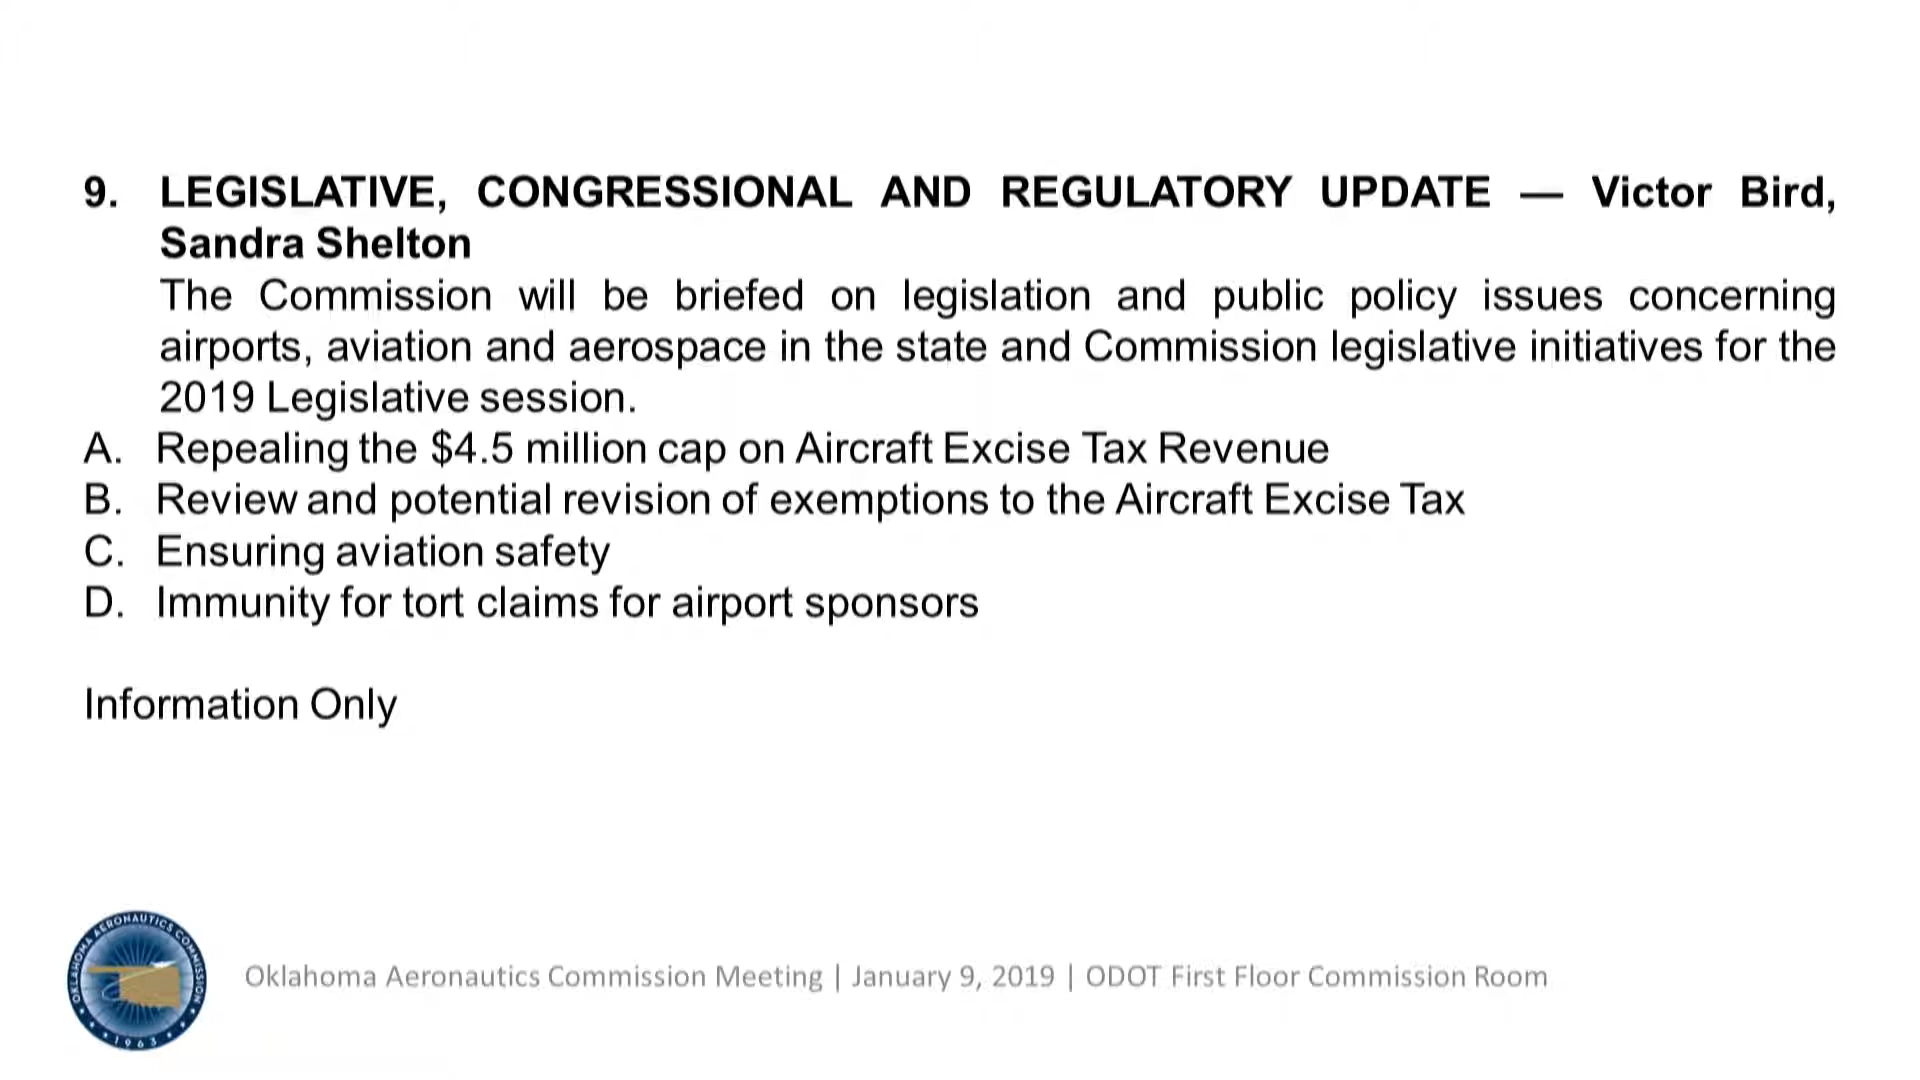 9. LEGISLATIVE, CONGRESSIONAL AND REGULATORY UPDATE — Victor Bird,
Sandra Shelton
The Commission will be briefed on legislation and public policy issues concerning
airports, aviation and aerospace in the state and Commission legislative initiatives for the
2019 Legislative session.
A. Repealing the $4.5 million cap on Aircraft Excise Tax Revenue
B. Review and potential revision of exemptions to the Aircraft Excise Tax
C. Ensuring aviation safety
D. Immunity for tort claims for airport sponsors
Information Only
OKLAHOMA AERONAUTICS COMMISSION
1963
Oklahoma Aeronautics Commission Meeting | January 9, 2019 | ODOT First Floor Commission Room